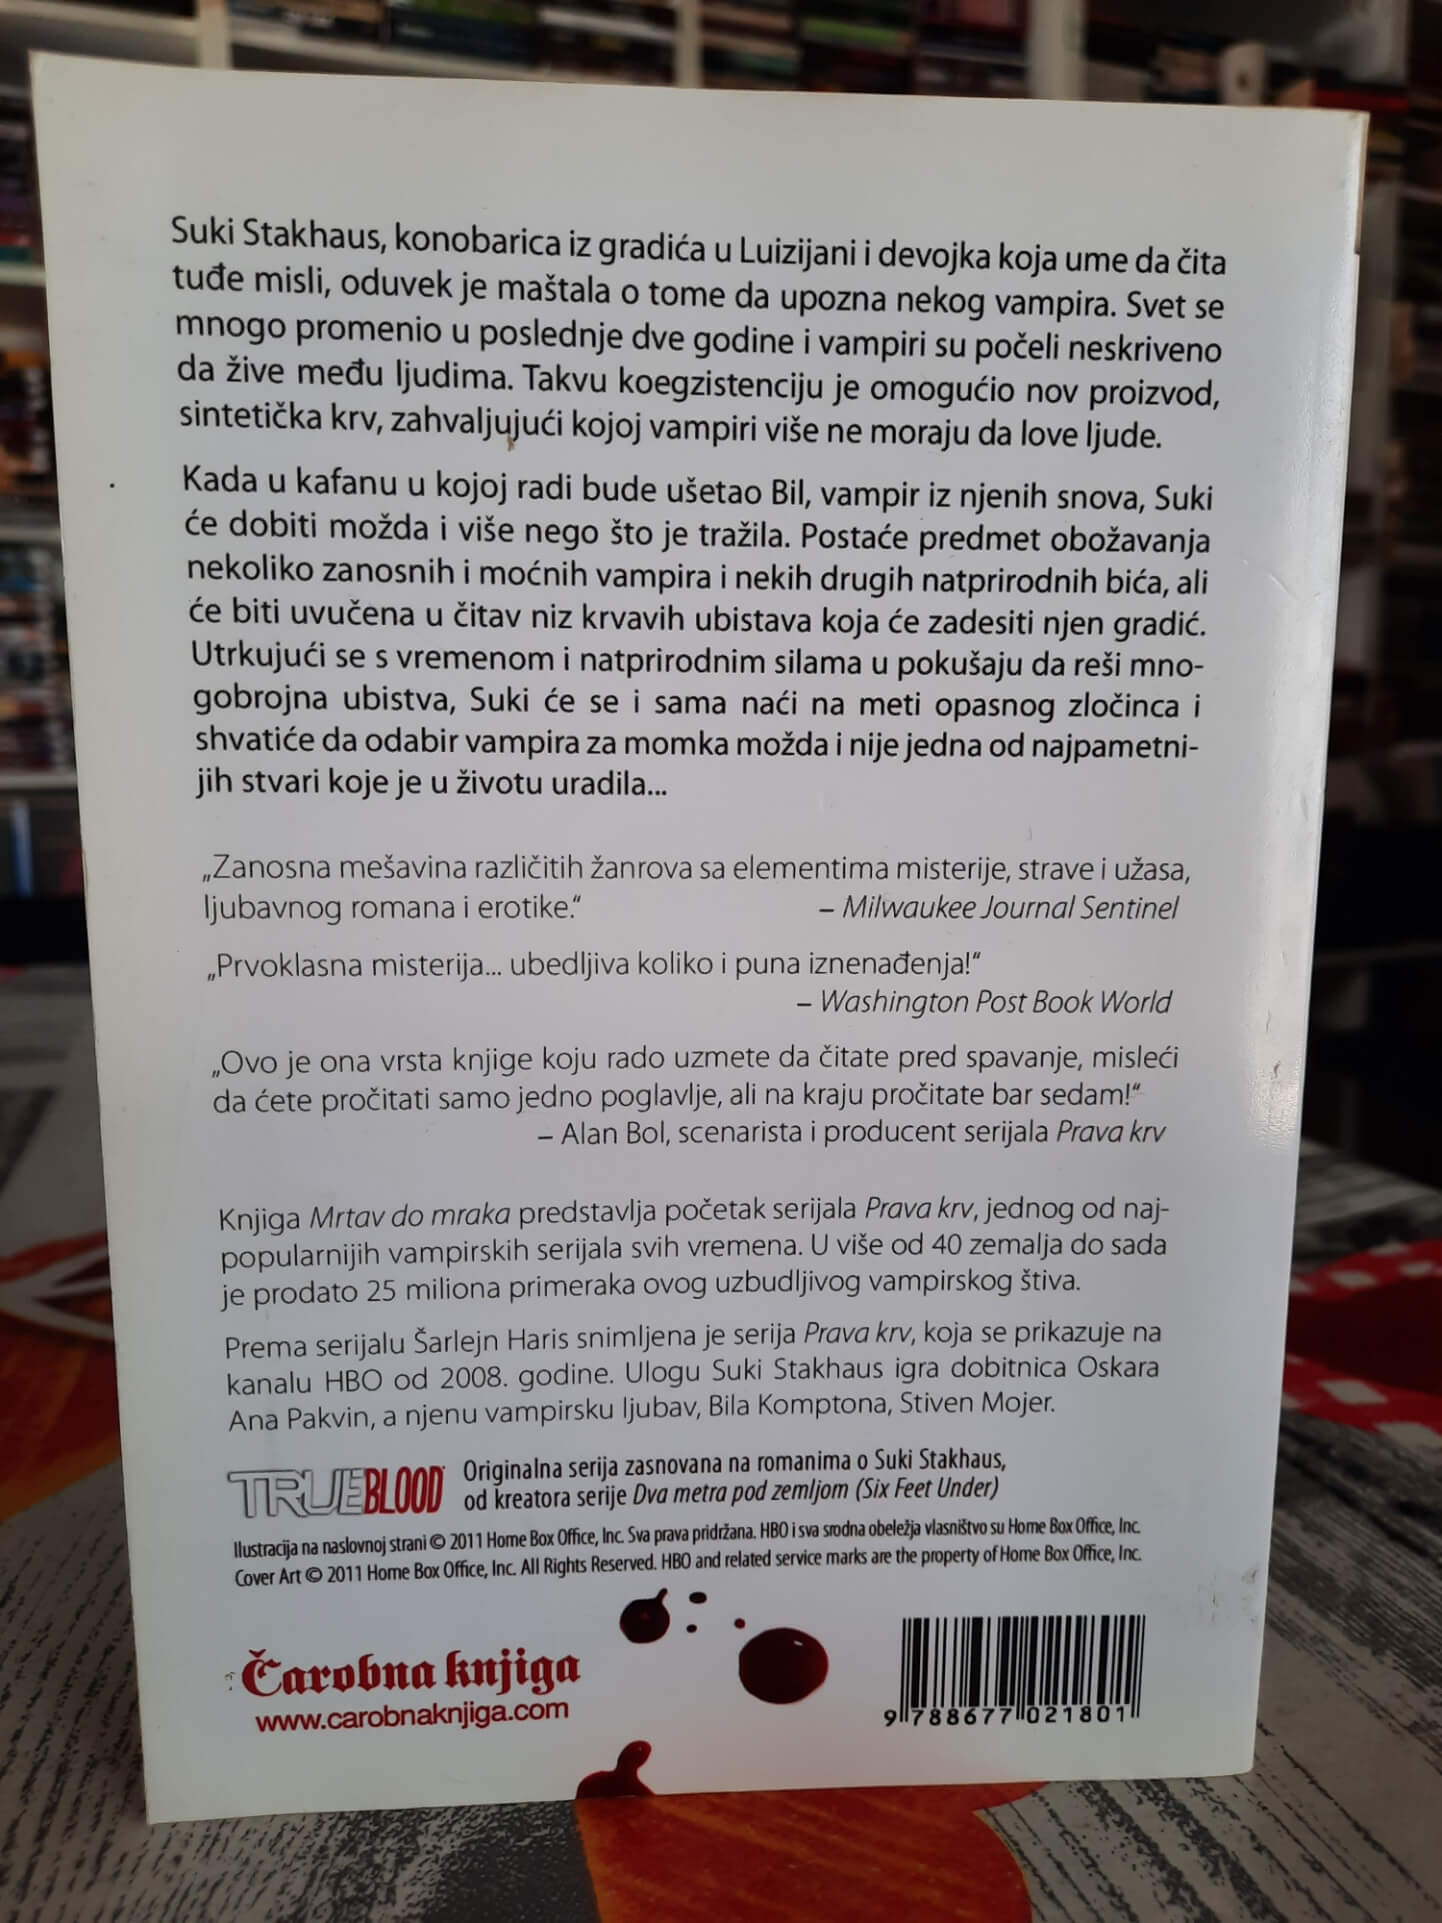 Suki Stakhaus, konobarica iz gradića u Luizijani i devojka koja ume da čita
tuđe misli, oduvek je maštala o tome da upozna nekog vampira. Svet se
mnogo promenio u poslednje dve godine i vampiri su počeli neskriveno
da žive među ljudima. Takvu koegzistenciju je omogućio nov proizvod,
sintetička krv, zahvaljujući kojoj vampiri više ne moraju da love ljude.
Kada u kafanu u kojoj radi bude ušetao Bil, vampir iz njenih snova, Suki
će dobiti možda i više nego što je tražila. Postaće predmet obožavanja
nekoliko zanosnih i moćnih vampira i nekih drugih natprirodnih bića, ali
će biti uvučena u čitav niz krvavih ubistava koja će zadesiti njen gradić.
Utrkujući se s vremenom i natprirodnim silama u pokušaju da reši mno-
gobrojna ubistva, Suki će se i sama naći na meti opasnog zločinca i
shvatiće da odabir vampira za momka možda i nije jedna od najpametni-
jih stvari koje je u životu uradila...
„Zanosna mešavina različitih žanrova sa elementima misterije, strave i užasa,
ljubavnog romana i erotike.“ – Milwaukee Journal Sentinel
„Prvoklasna misterija... ubedljiva koliko i puna iznenađenja!“
– Washington Post Book World
„Ovo je ona vrsta knjige koju rado uzmete da čitate pred spavanje, misleći
da ćete pročitati samo jedno poglavlje, ali na kraju pročitate bar sedam!“
– Alan Bol, scenarista i producent serijala Prava krv
Knjiga Mrtav do mraka predstavlja početak serijala Prava krv, jednog od naj-
popularnijih vampirskih serijala svih vremena. U više od 40 zemalja do sada
je prodato 25 miliona primeraka ovog uzbudljivog vampirskog štiva.
Prema serijalu Šarlejn Haris snimljena je serija Prava krv, koja se prikazuje na
kanalu HBO od 2008. godine. Ulogu Suki Stakhaus igra dobitnica Oskara
Ana Pakvin, a njenu vampirsku ljubav, Bila Komptona, Stiven Mojer.
TRUEBLOOD
Originalna serija zasnovana na romanima o Suki Stakhaus,
od kreatora serije Dva metra pod zemljom (Six Feet Under)
Ilustracija na naslovnoj strani © 2011 Home Box Office, Inc. Sva prava pridržana. HBO i sva srodna obeležja vlasništvo su Home Box Office, Inc.
Cover Art © 2011 Home Box Office, Inc. All Rights Reserved. HBO and related service marks are the property of Home Box Office, Inc.
Čarobna knjiga
www.carobnaknjiga.com
9 788677 021801